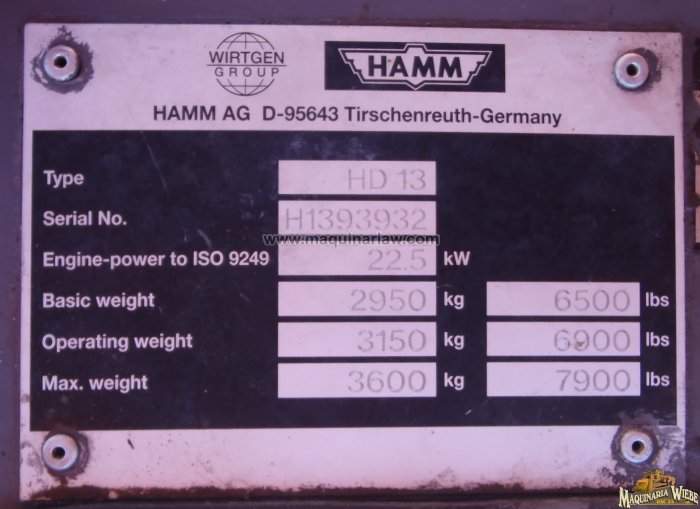 WIRTGEN
GROUP
HAMM
HAMM AG D-95643 Tirschenreuth-Germany
Type HD 13
Serial No. H1393932
www.maquinariaw.com
Engine-power to ISO 9249 22.5 kW
Basic weight 2950 kg 6500 lbs
Operating weight 3150 kg 6900 lbs
Max. weight 3600 kg 7900 lbs
MAQUINARIA WIEBE